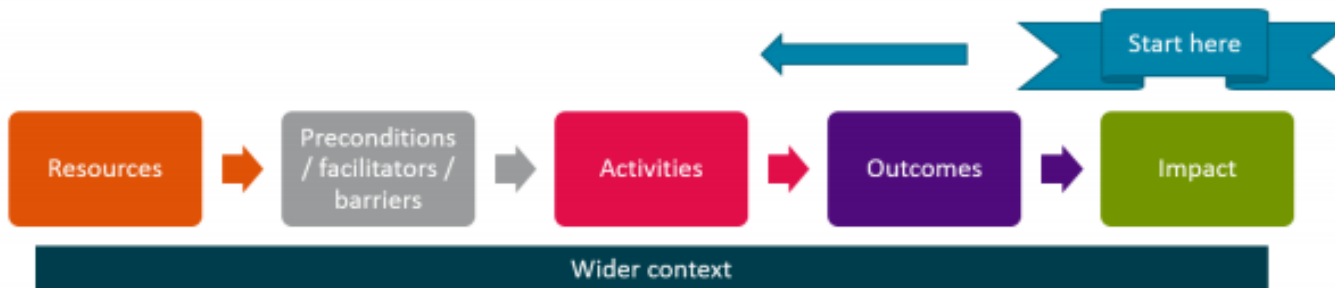 Start here
Resources
Preconditions
/ facilitators /
barriers
Activities
Outcomes
Impact
Wider context